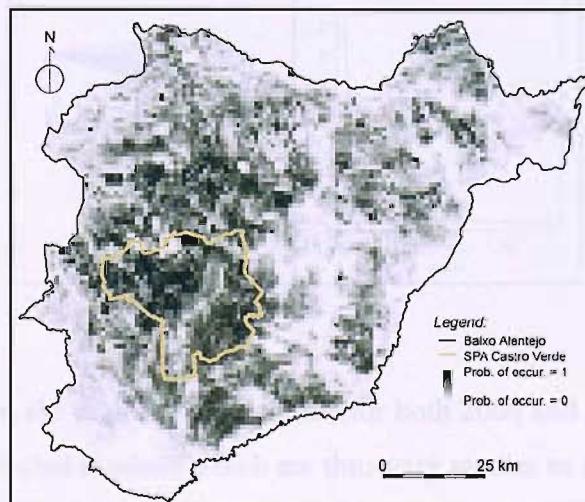 N
Legend:
Baixo Alentejo
SPA Castro Verde
Prob. of occur. = 1
Prob. of occur. = 0
0 25 km